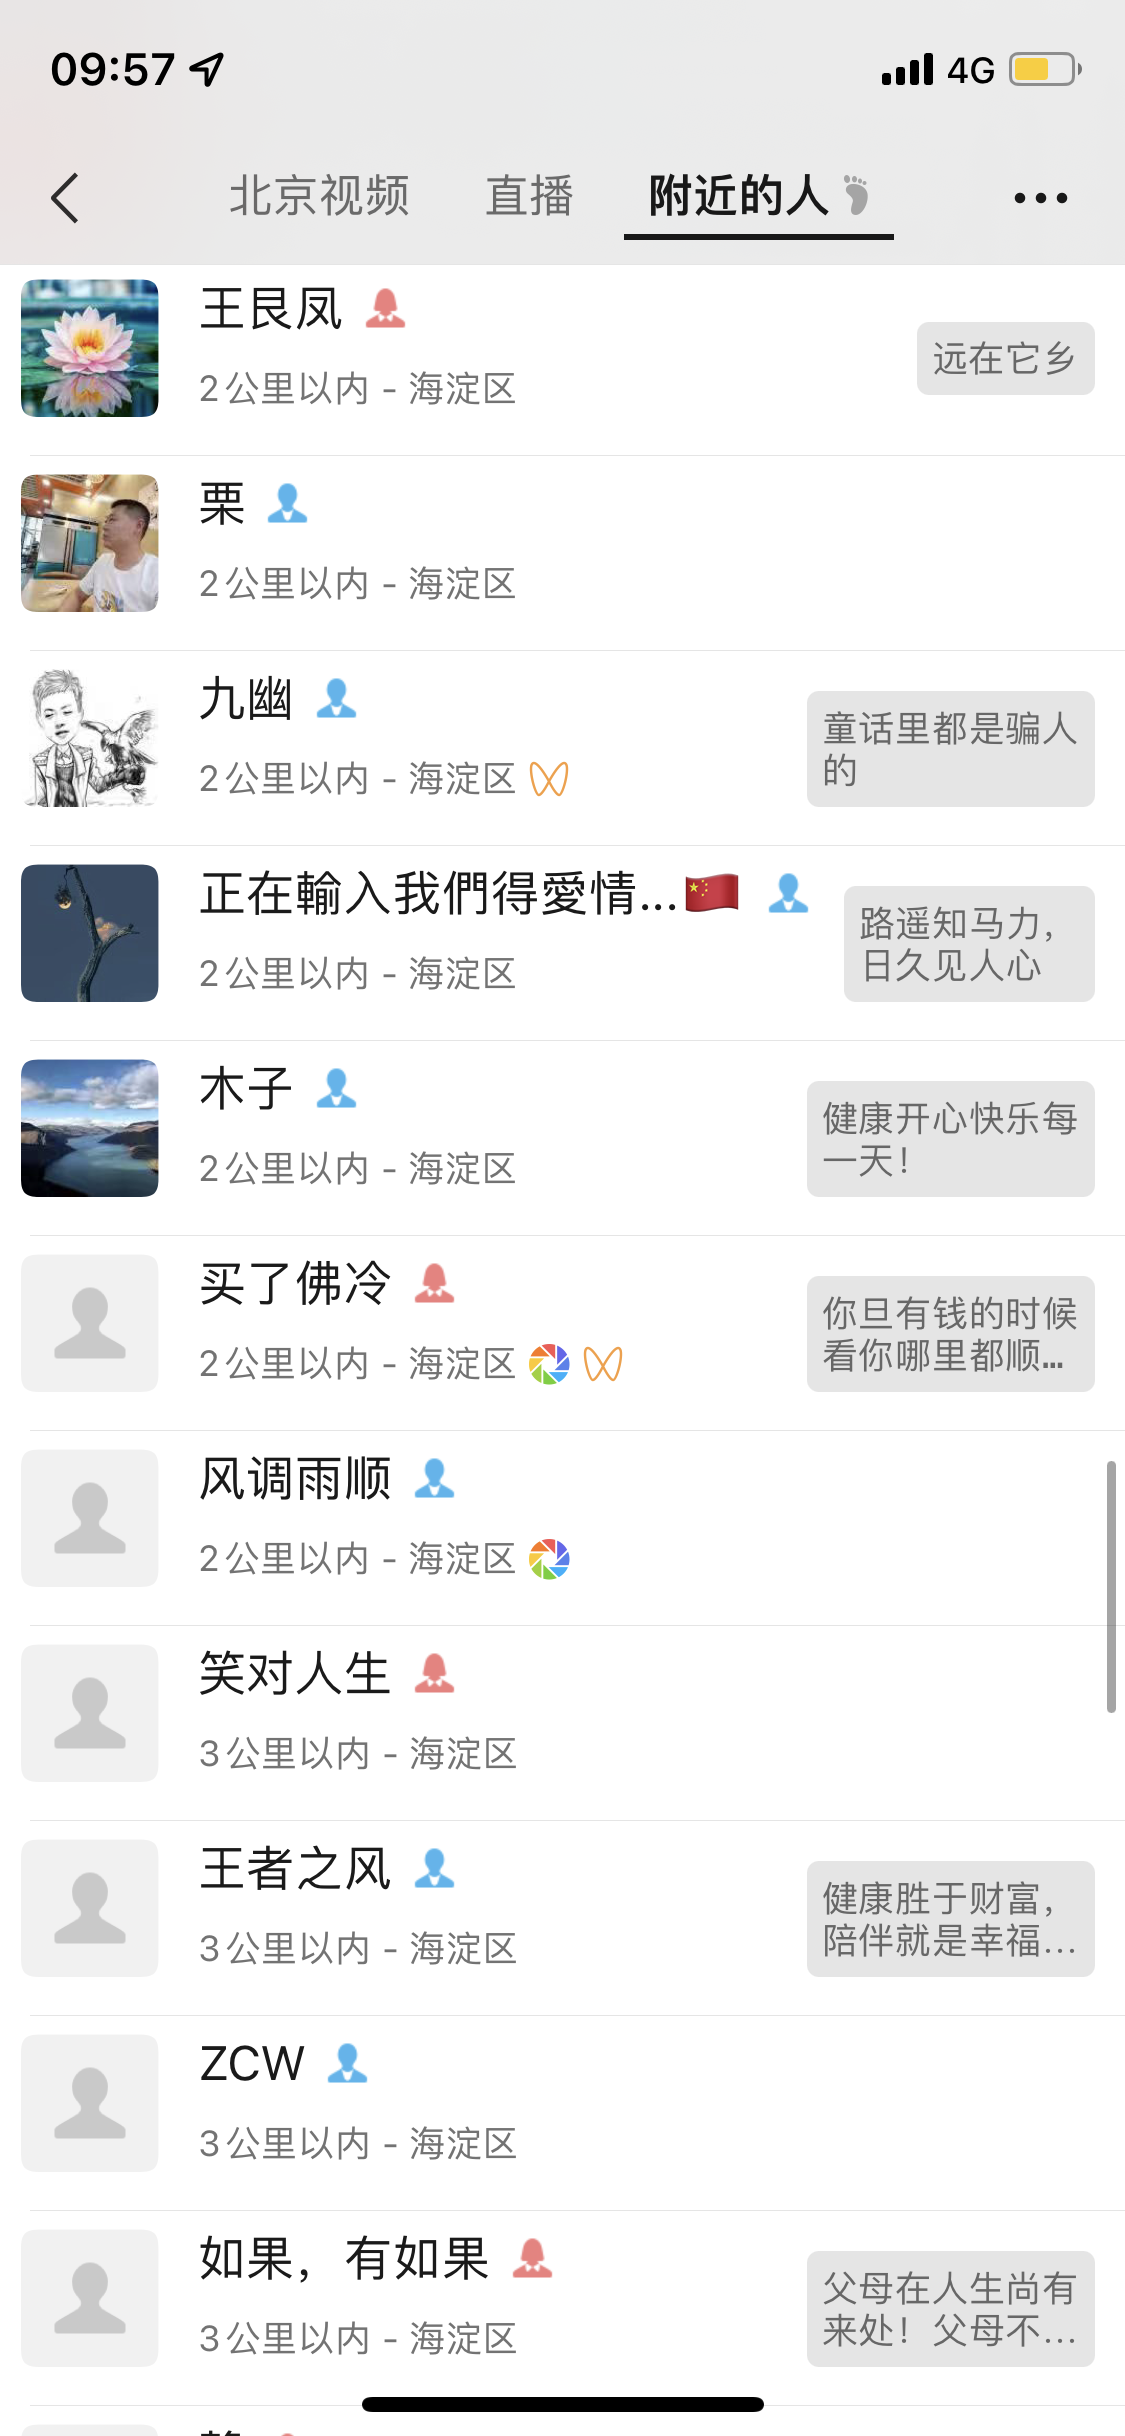 09:57
4G
北京视频
直播
附近的人
王艮凤
2公里以内 - 海淀区
远在它乡
栗
2公里以内 - 海淀区
九幽
2公里以内 - 海淀区
童话里都是骗人
的
正在輸入我們得愛情...🇨🇳
2公里以内 - 海淀区
路遥知马力，
日久见人心
木子
2公里以内 - 海淀区
健康开心快乐每
一天！
买了佛冷
2公里以内 - 海淀区
你旦有钱的时候
看你哪里都顺...
风调雨顺
2公里以内 - 海淀区
笑对人生
3公里以内 - 海淀区
王者之风
3公里以内 - 海淀区
健康胜于财富，
陪伴就是幸福...
ZCW
3公里以内 - 海淀区
如果，有如果
3公里以内 - 海淀区
父母在人生尚有
来处！父母不...